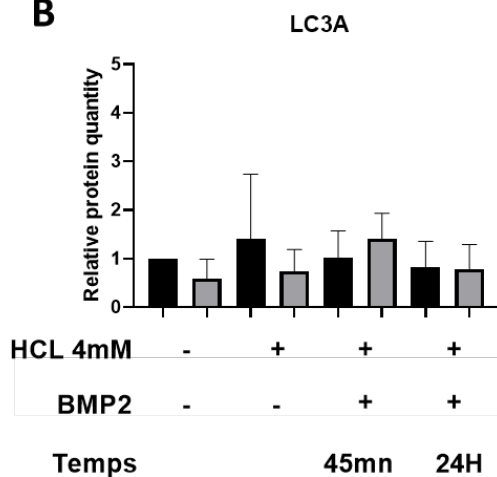 B
LC3A
Relative protein quantity
5
4
3
2
1
0
HCL 4mM - + + +
BMP2 - - + +
Temps 45mn 24H